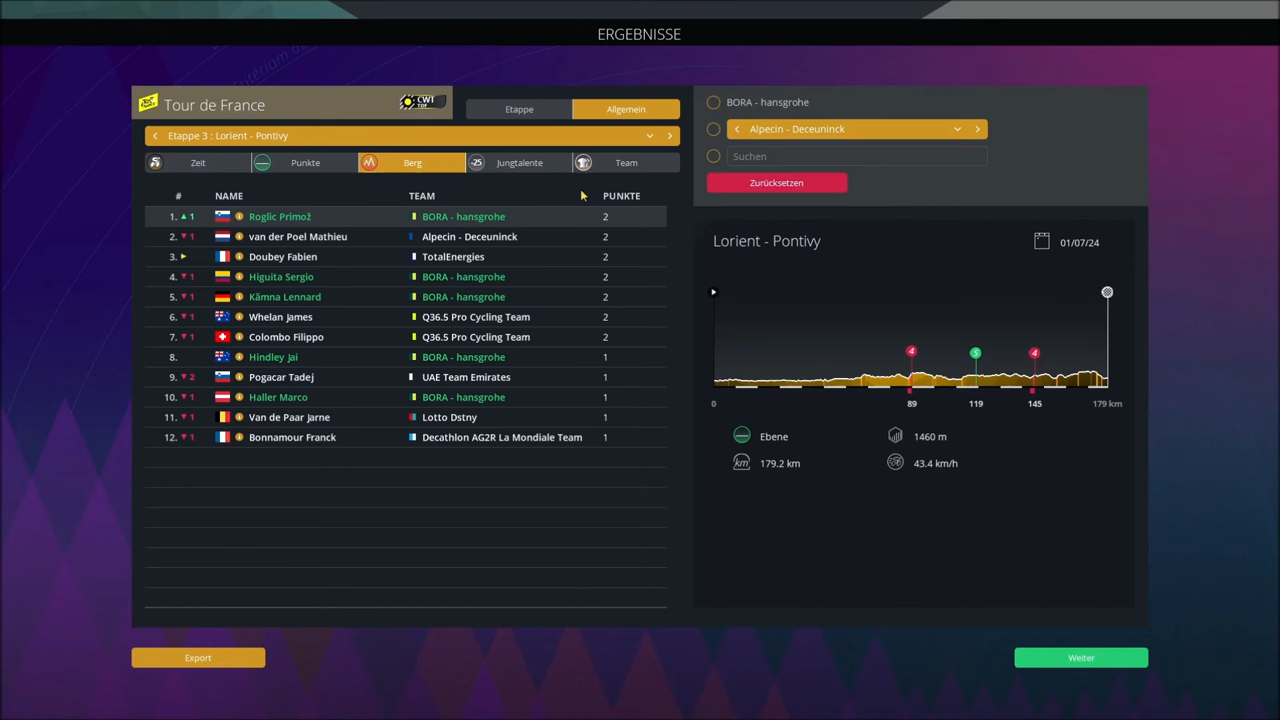 ERGEBNISSE
Tour de France
CWT
TDF
Etappe
Allgemein
Etappe 3 : Lorient - Pontivy
Zeit
Punkte
Berg
-25
Jungtalente
Team
# NAME TEAM PUNKTE
1. 1 Roglic Primož BORA - hansgrohe 2
2. 1 van der Poel Mathieu Alpecin - Deceuninck 2
3. Doubey Fabien TotalEnergies 2
4. 1 Higuita Sergio BORA - hansgrohe 2
5. 1 Kämna Lennard BORA - hansgrohe 2
6. 1 Whelan James Q36.5 Pro Cycling Team 2
7. 1 Colombo Filippo Q36.5 Pro Cycling Team 2
8. Hindley Jai BORA - hansgrohe 1
9. 2 Pogacar Tadej UAE Team Emirates 1
10. 1 Haller Marco BORA - hansgrohe 1
11. 1 Van de Paar Jarne Lotto Dstny 1
12. 1 Bonnamour Franck Decathlon AG2R La Mondiale Team 1
BORA - hansgrohe
Alpecin - Deceuninck
Suchen
Zurücksetzen
Lorient - Pontivy
01/07/24
4 S 4
0 89 119 145 179 km
Ebene
1460 m
km 179.2 km
43.4 km/h
Export
Weiter